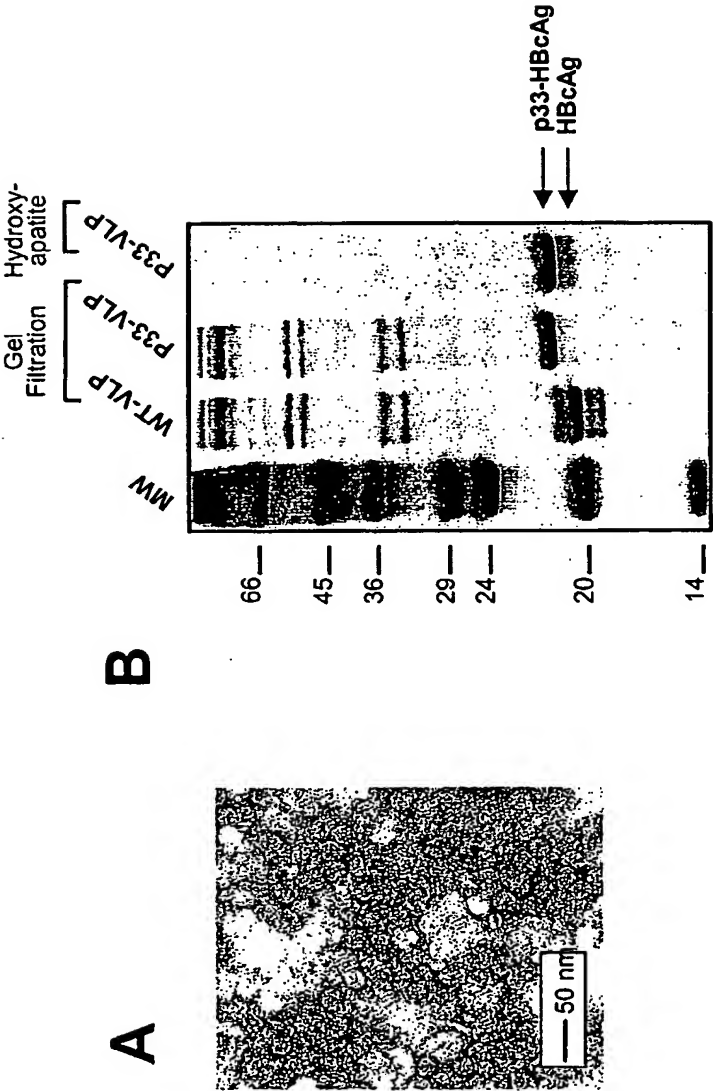 A
50 nm
B
Gel
Filtration
Hydroxy-
apatite
MW
WT-VLP
P33-VLP
P33-VLP
66
45
36
29
24
20
14
p33-HBcAg
HBcAg